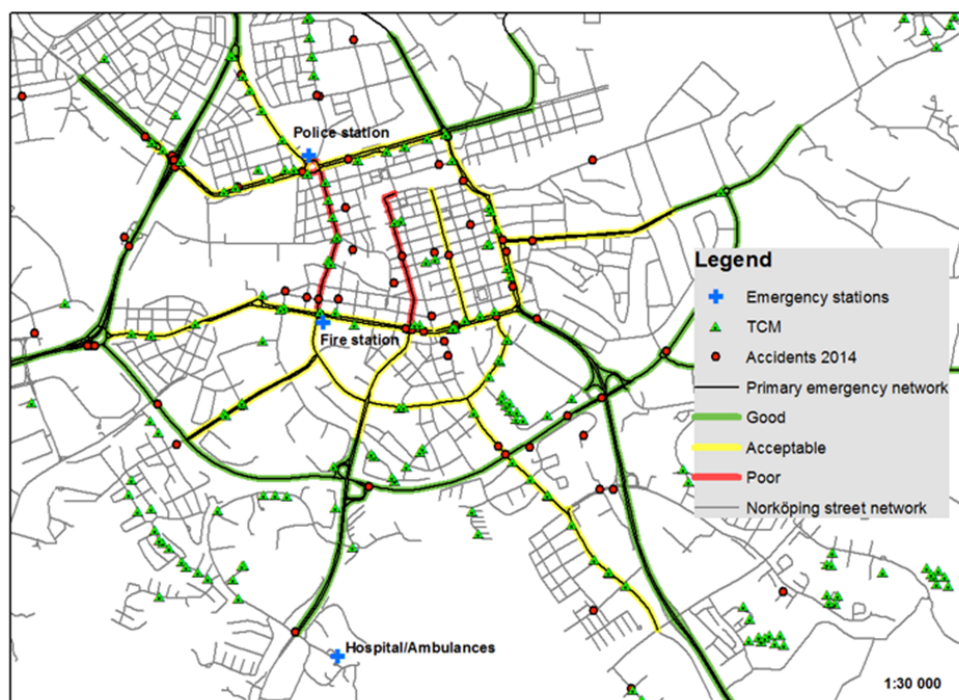 Police station
Legend
Emergency stations
TCM
Fire station
Accidents 2014
Primary emergency network
Good
Acceptable
Poor
Norköping street network
Hospital/Ambulances
1:30 000